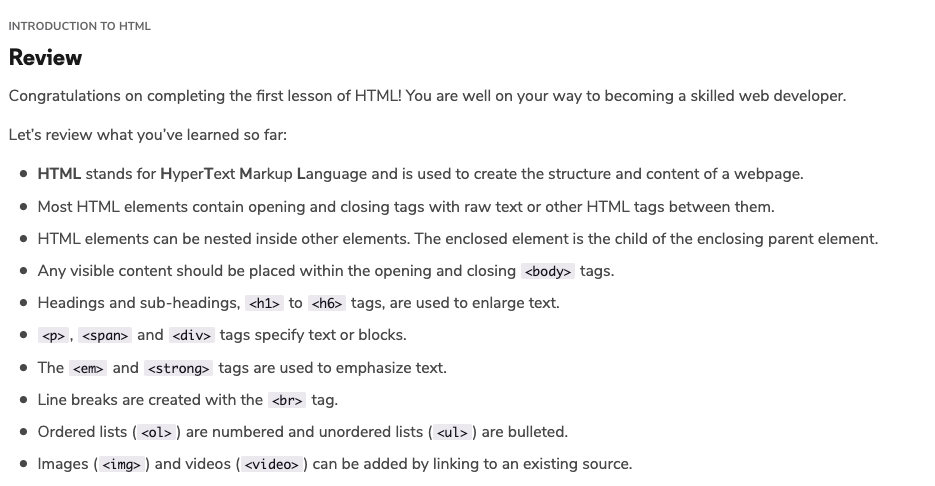 INTRODUCTION TO HTML
Review
Congratulations on completing the first lesson of HTML! You are well on your way to becoming a skilled web developer.
Let's review what you've learned so far:
• HTML stands for HyperText Markup Language and is used to create the structure and content of a webpage.
• Most HTML elements contain opening and closing tags with raw text or other HTML tags between them.
• HTML elements can be nested inside other elements. The enclosed element is the child of the enclosing parent element.
• Any visible content should be placed within the opening and closing <body> tags.
• Headings and sub-headings, <h1> to <h6> tags, are used to enlarge text.
• <p>, <span> and <div> tags specify text or blocks.
• The <em> and <strong> tags are used to emphasize text.
• Line breaks are created with the <br> tag.
• Ordered lists (<ol>) are numbered and unordered lists (<ul>) are bulleted.
• Images (<img>) and videos (<video>) can be added by linking to an existing source.